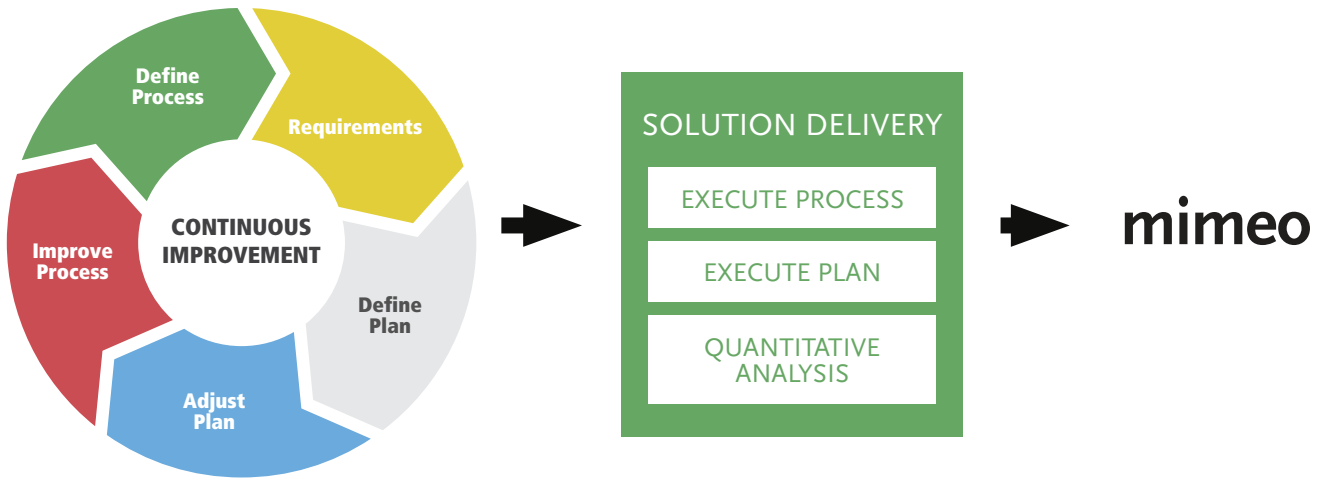 Define
Process
Requirements
Define
Plan
Adjust
Plan
Improve
Process
CONTINUOUS
IMPROVEMENT
SOLUTION DELIVERY
EXECUTE PROCESS
EXECUTE PLAN
QUANTITATIVE
ANALYSIS
mimeo